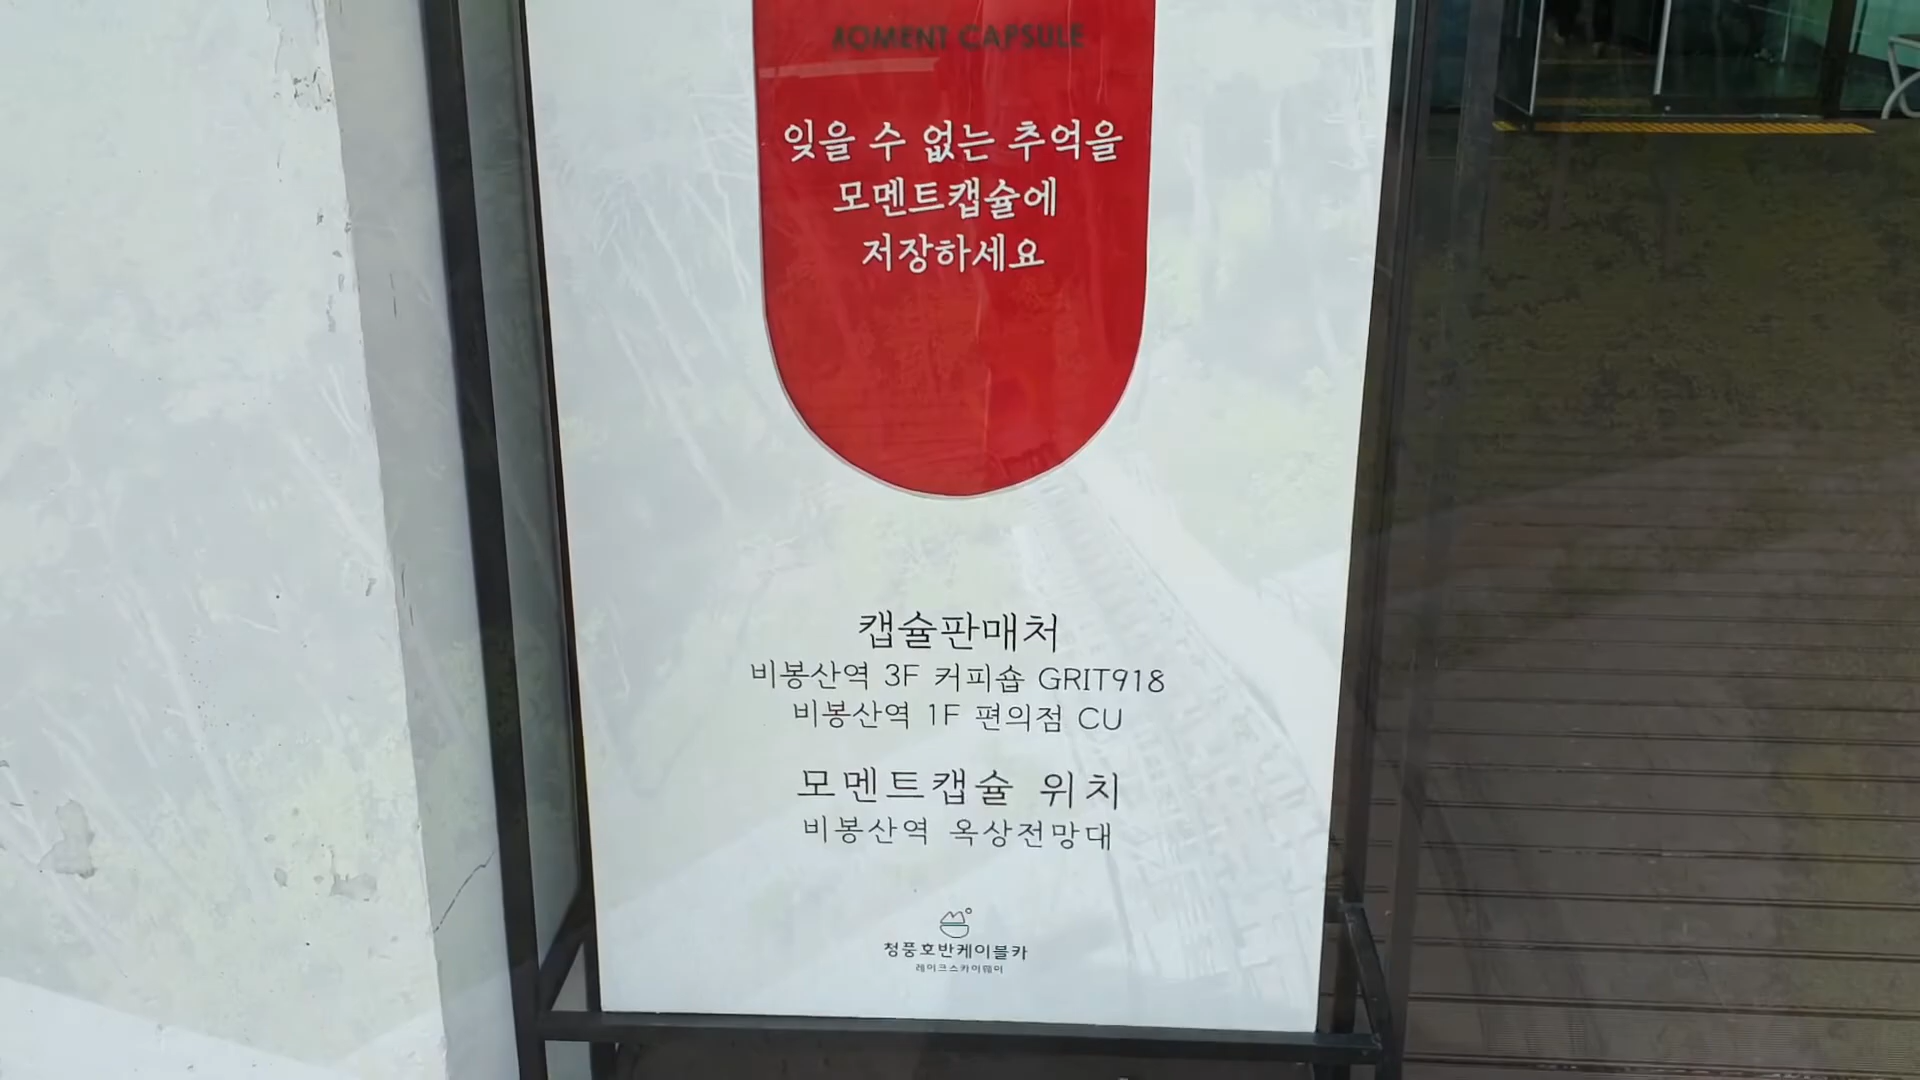 MOMENT CAPSULE
잊을 수 없는 추억을
모멘트캡슐에
저장하세요
캡슐판매처
비봉산역 3F 커피숍 GRIT918
비봉산역 1F 편의점 CU
모멘트캡슐 위치
비봉산역 옥상전망대
청풍호반케이블카
레이크스카이웨이